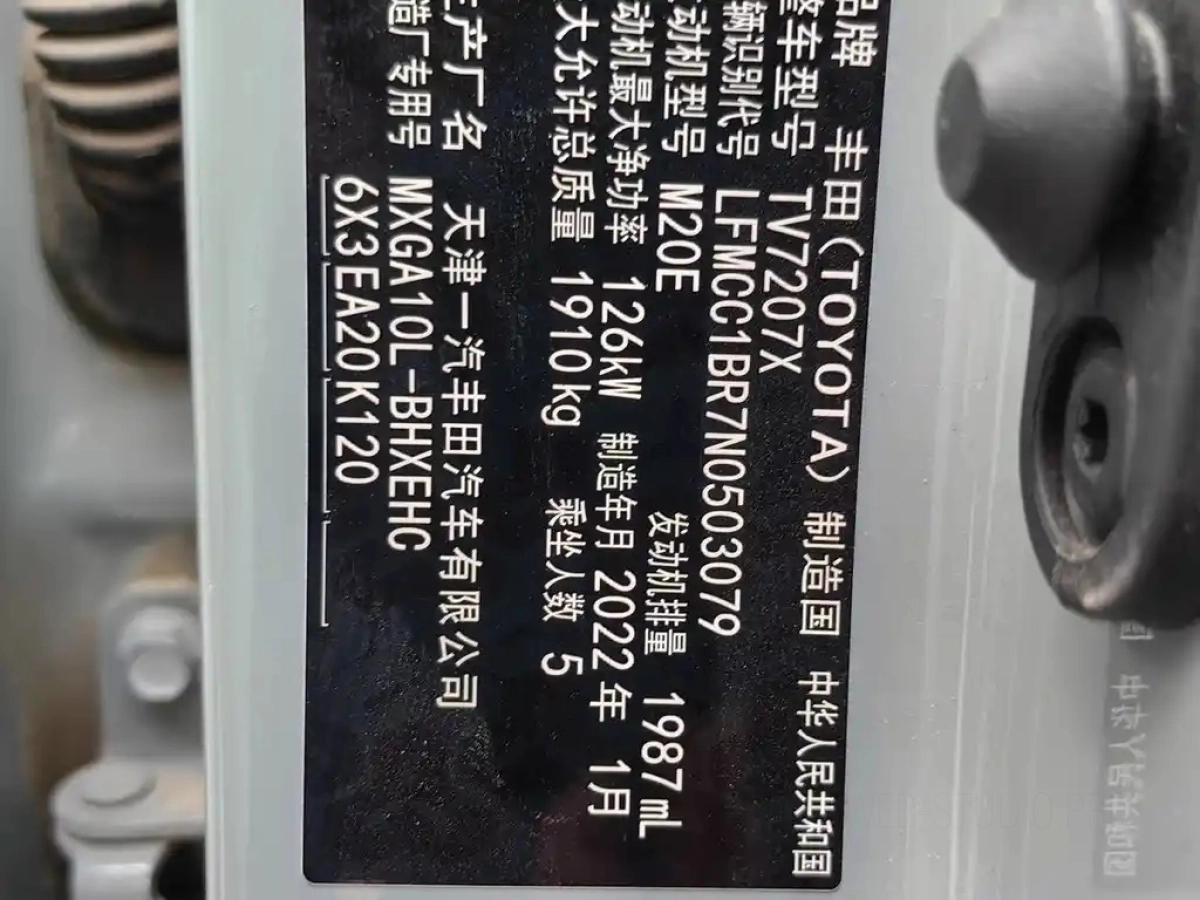 品牌 丰田(TOYOTA) 制造国 中华人民共和国
整车型号 TV7207X
车辆识别代号 LFMCC1BR7N0503079
发动机型号 M20E 发动机排量 1987mL
发动机最大净功率 126kW 制造年月 2022年 1月
最大允许总质量 1910kg 乘坐人数 5
生产厂名 天津一汽丰田汽车有限公司
造厂专用号 MXGA10L-BHXEHC
6X3EA20K120